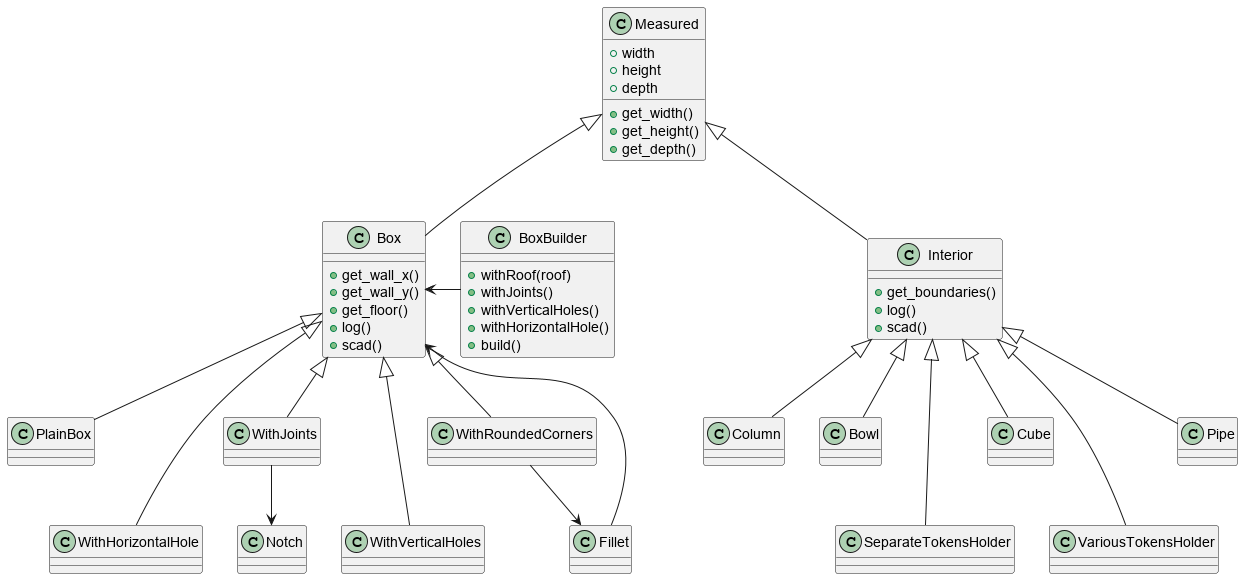 C Measured
width
height
depth
get_width()
get_height()
get_depth()
C Box
get_wall_x()
get_wall_y()
get_floor()
log()
scad()
C BoxBuilder
withRoof(roof)
withJoints()
withVerticalHoles()
withHorizontalHole()
build()
C Interior
get_boundaries()
log()
scad()
C PlainBox
C WithJoints
C WithRoundedCorners
C Column
C Bowl
C Cube
C Pipe
C WithHorizontalHole
C Notch
C WithVerticalHoles
C Fillet
C SeparateTokensHolder
C VariousTokensHolder